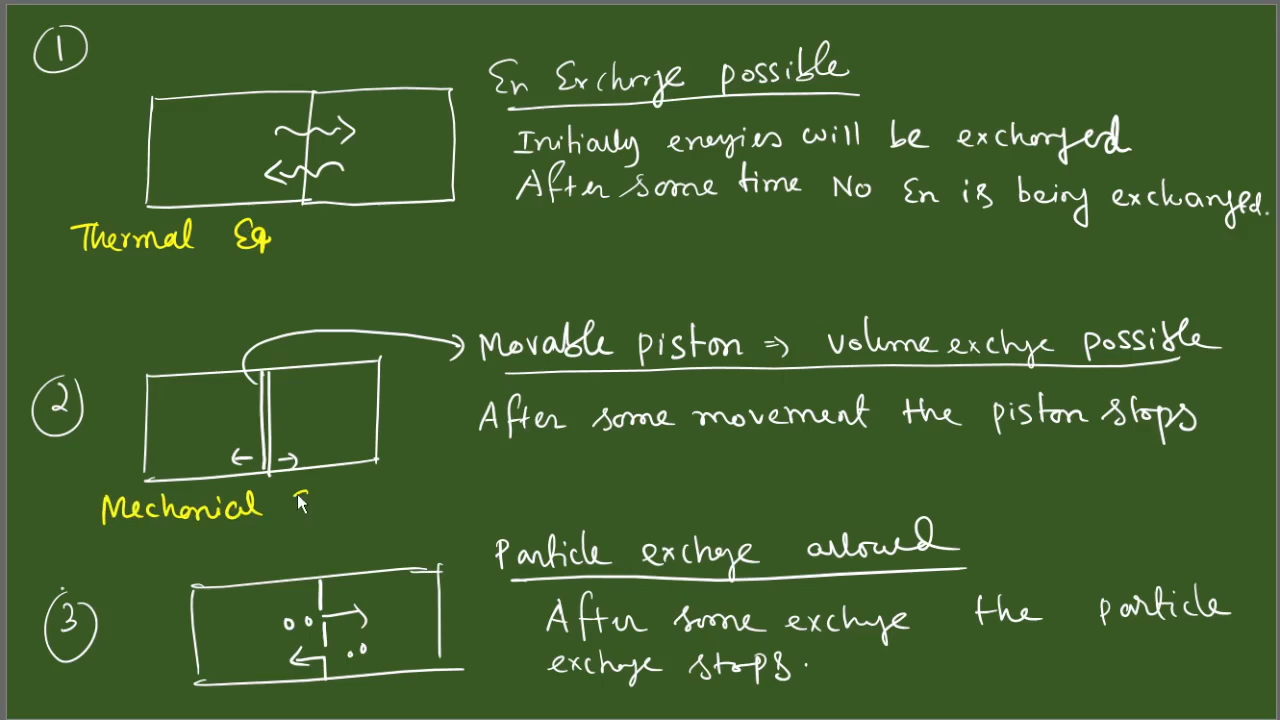 1
En Exchange possible
Initially energies will be exchanged
After some time No En is being exchanged.
Thermal Eq
Movable piston => volume exchge possible
2
After some movement the piston stops
Mechanial
Particle exchge allowed
3
After some exchge the particle
exchge stops.